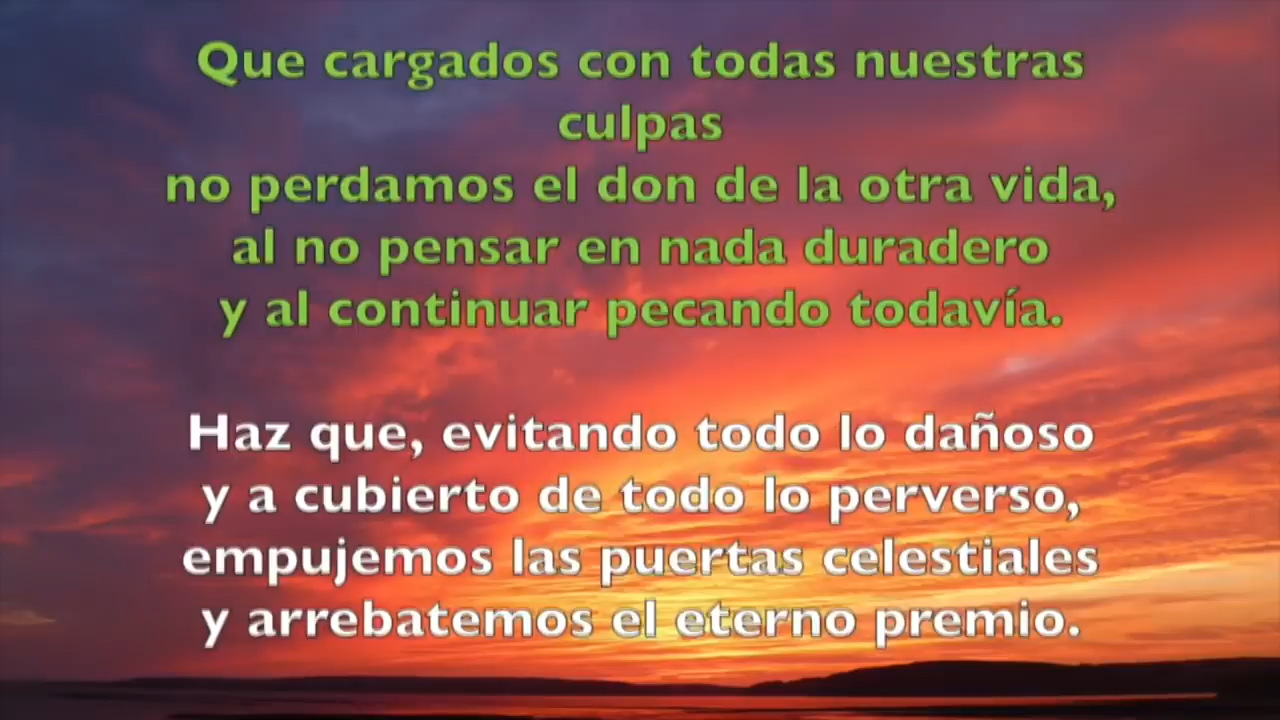 Que cargados con todas nuestras
culpas
no perdamos el don de la otra vida,
al no pensar en nada duradero
y al continuar pecando todavía.
Haz que, evitando todo lo dañoso
y a cubierto de todo lo perverso,
empujemos las puertas celestiales
y arrebatemos el eterno premio.